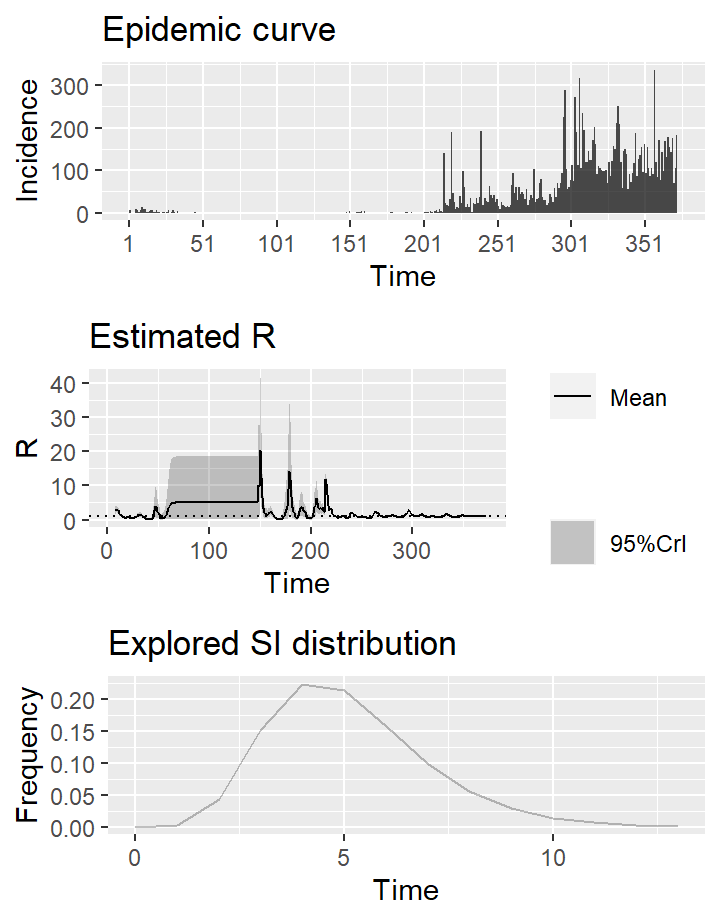 Epidemic curve
Incidence
300
200
100
0
1 51 101 151 201 251 301 351
Time
Estimated R
R
40
30
20
10
0
0 100 200 300
Time
Mean
95%CrI
Explored SI distribution
Frequency
0.20
0.15
0.10
0.05
0.00
0 5 10
Time